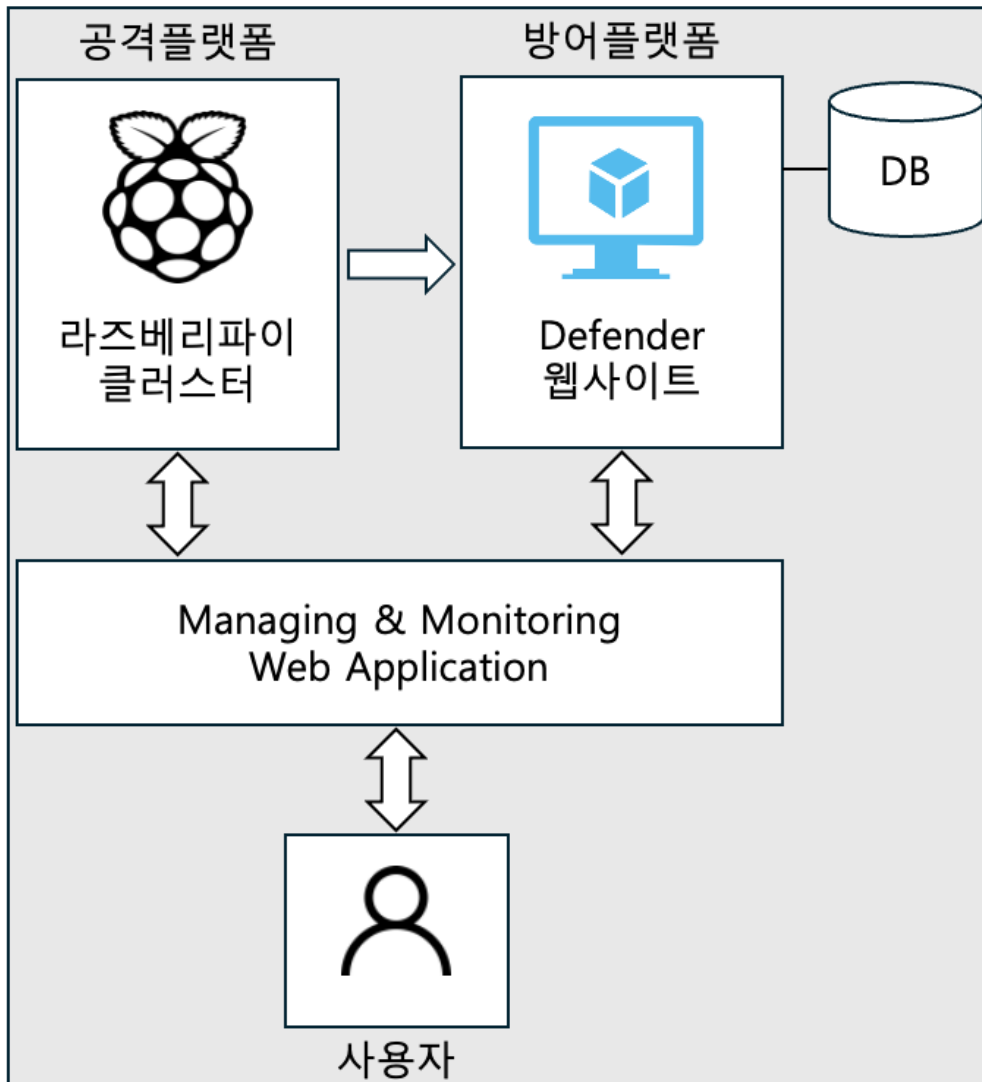 공격플랫폼
방어플랫폼
라즈베리파이
클러스터
Defender
웹사이트
DB
Managing & Monitoring
Web Application
사용자